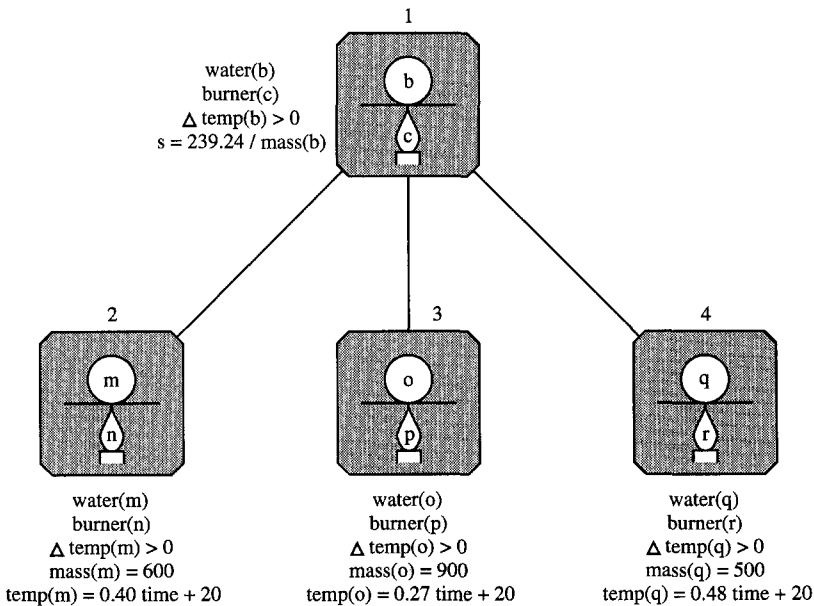 1
water(b)
burner(c)
Δ temp(b) > 0
s = 239.24 / mass(b)
b
c
2
3
4
m
n
o
p
q
r
water(m)
burner(n)
Δ temp(m) > 0
mass(m) = 600
temp(m) = 0.40 time + 20
water(o)
burner(p)
Δ temp(o) > 0
mass(o) = 900
temp(o) = 0.27 time + 20
water(q)
burner(r)
Δ temp(q) > 0
mass(q) = 500
temp(q) = 0.48 time + 20